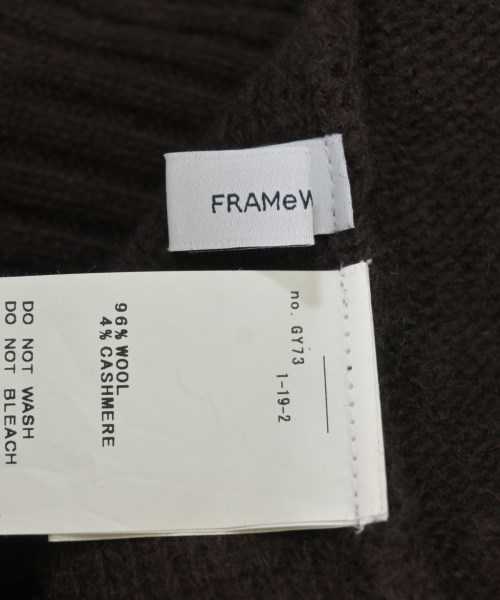 FRAMeW
no. GY73
1-19-2
96% WOOL
4% CASHMERE
DO NOT WASH
DO NOT BLEACH